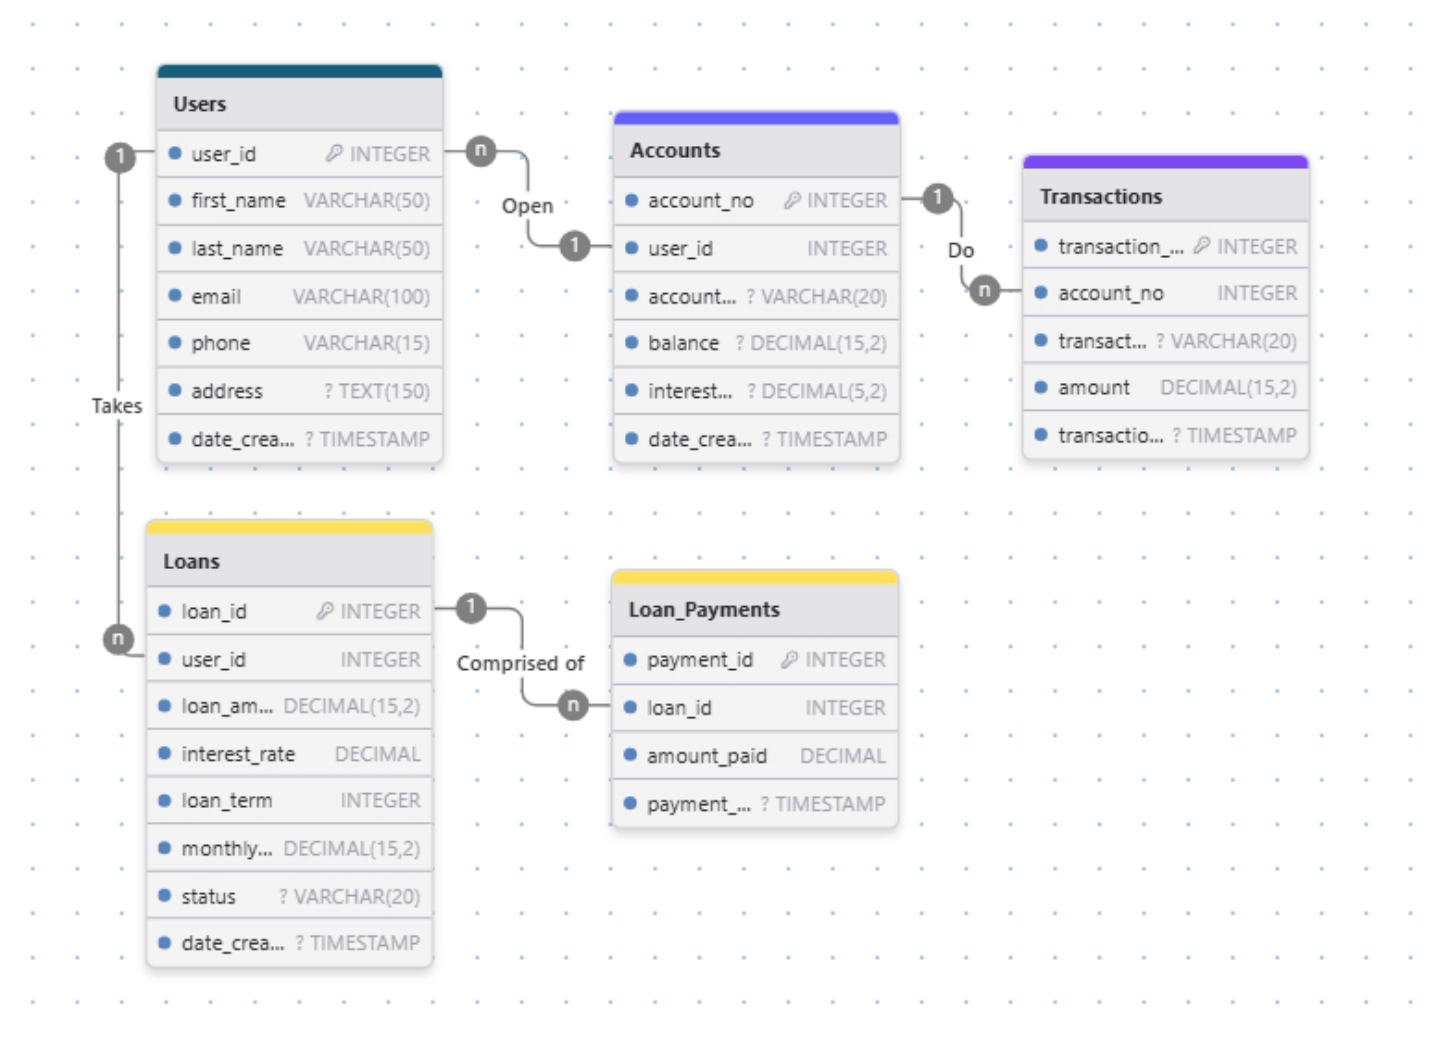 Users
user_id INTEGER
first_name VARCHAR(50)
last_name VARCHAR(50)
email VARCHAR(100)
phone VARCHAR(15)
address ? TEXT(150)
date_crea... ? TIMESTAMP
1
n
Open
1
Accounts
account_no INTEGER
user_id INTEGER
account... ? VARCHAR(20)
balance ? DECIMAL(15,2)
interest... ? DECIMAL(5,2)
date_crea... ? TIMESTAMP
1
Do
n
Transactions
transaction_... INTEGER
account_no INTEGER
transact... ? VARCHAR(20)
amount DECIMAL(15,2)
transactio... ? TIMESTAMP
Takes
n
Loans
loan_id INTEGER
user_id INTEGER
loan_am... DECIMAL(15,2)
interest_rate DECIMAL
loan_term INTEGER
monthly... DECIMAL(15,2)
status ? VARCHAR(20)
date_crea... ? TIMESTAMP
1
Comprised of
n
Loan_Payments
payment_id INTEGER
loan_id INTEGER
amount_paid DECIMAL
payment_... ? TIMESTAMP